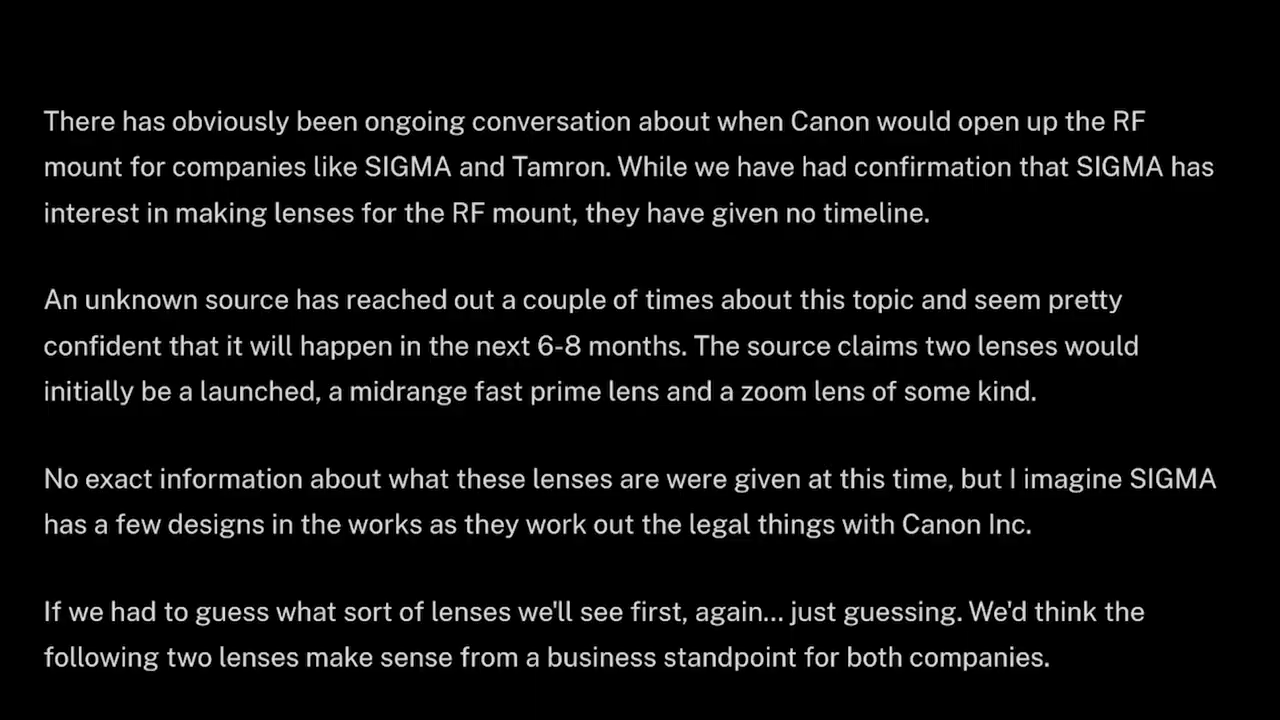 There has obviously been ongoing conversation about when Canon would open up the RF
mount for companies like SIGMA and Tamron. While we have had confirmation that SIGMA has
interest in making lenses for the RF mount, they have given no timeline.
An unknown source has reached out a couple of times about this topic and seem pretty
confident that it will happen in the next 6-8 months. The source claims two lenses would
initially be a launched, a midrange fast prime lens and a zoom lens of some kind.
No exact information about what these lenses are were given at this time, but I imagine SIGMA
has a few designs in the works as they work out the legal things with Canon Inc.
If we had to guess what sort of lenses we'll see first, again... just guessing. We'd think the
following two lenses make sense from a business standpoint for both companies.